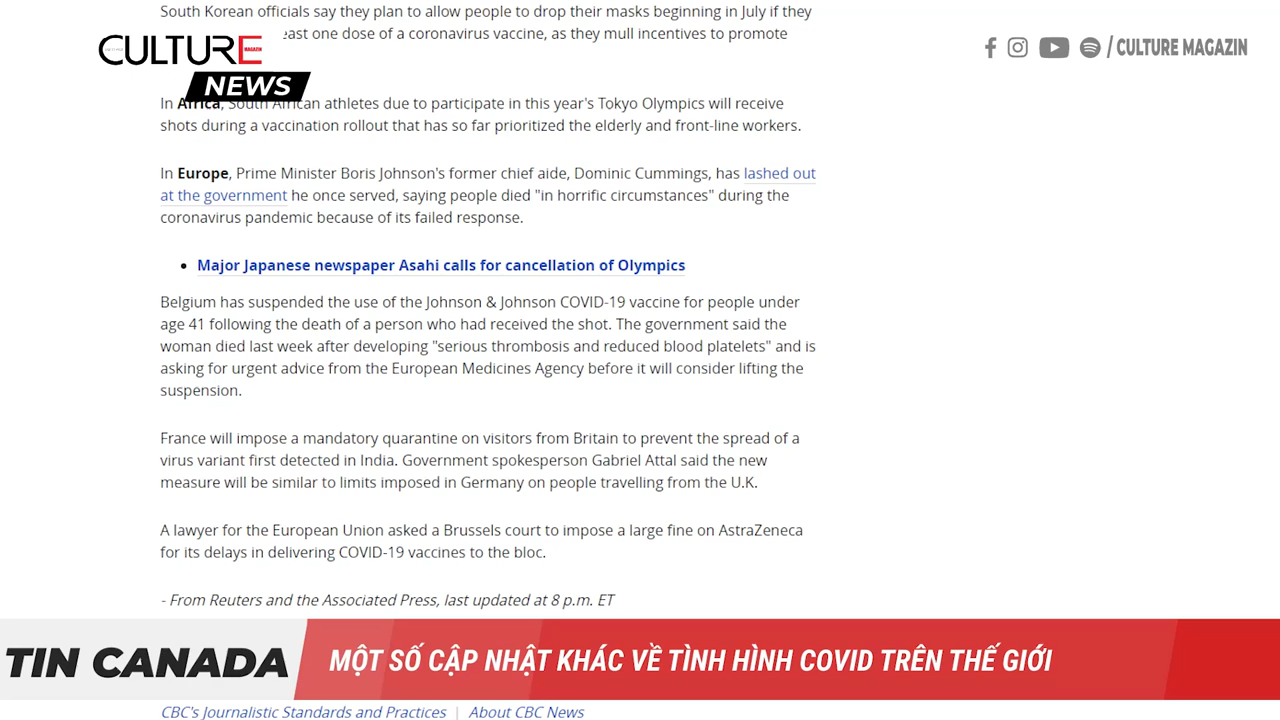 South Korean officials say they plan to allow people to drop their masks beginning in July if they
CULTURE
MAGAZIN
east one dose of a coronavirus vaccine, as they mull incentives to promote
/ CULTURE MAGAZIN
NEWS
In Africa, South African athletes due to participate in this year's Tokyo Olympics will receive
shots during a vaccination rollout that has so far prioritized the elderly and front-line workers.
In Europe, Prime Minister Boris Johnson's former chief aide, Dominic Cummings, has lashed out
at the government he once served, saying people died "in horrific circumstances" during the
coronavirus pandemic because of its failed response.
• Major Japanese newspaper Asahi calls for cancellation of Olympics
Belgium has suspended the use of the Johnson & Johnson COVID-19 vaccine for people under
age 41 following the death of a person who had received the shot. The government said the
woman died last week after developing "serious thrombosis and reduced blood platelets" and is
asking for urgent advice from the European Medicines Agency before it will consider lifting the
suspension.
France will impose a mandatory quarantine on visitors from Britain to prevent the spread of a
virus variant first detected in India. Government spokesperson Gabriel Attal said the new
measure will be similar to limits imposed in Germany on people travelling from the U.K.
A lawyer for the European Union asked a Brussels court to impose a large fine on AstraZeneca
for its delays in delivering COVID-19 vaccines to the bloc.
- From Reuters and the Associated Press, last updated at 8 p.m. ET
TIN CANADA
MỘT SỐ CẬP NHẬT KHÁC VỀ TÌNH HÌNH COVID TRÊN THẾ GIỚI
CBC's Journalistic Standards and Practices | About CBC News